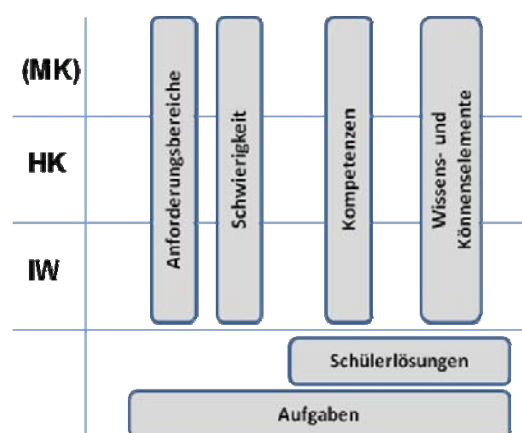 (MK)
HK
IW
Anforderungsbereiche
Schwierigkeit
Kompetenzen
Wissens- und
Könnenselemente
Schülerlösungen
Aufgaben